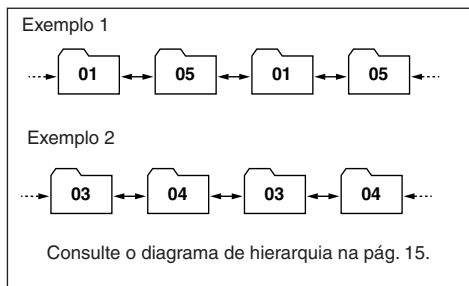 Exemplo 1
01 05 01 05
Exemplo 2
03 04 03 04
Consulte o diagrama de hierarquia na pág. 15.